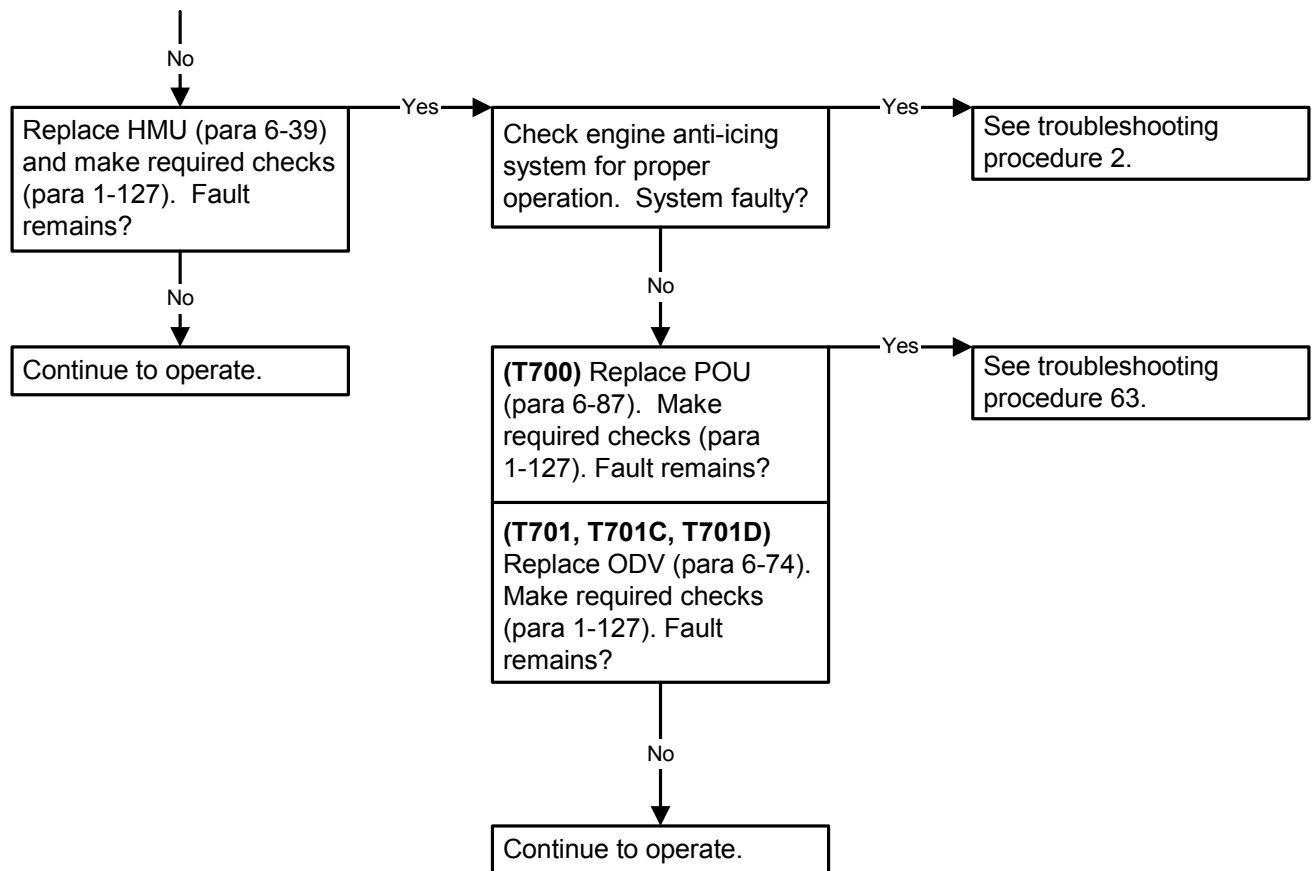 No
Replace HMU (para 6-39)
and make required checks
(para 1-127).  Fault
remains?
Yes
Check engine anti-icing
system for proper
operation.  System faulty?
Yes
See troubleshooting
procedure 2.
No
Continue to operate.
No
(T700) Replace POU
(para 6-87).  Make
required checks (para
1-127). Fault remains?
Yes
See troubleshooting
procedure 63.
(T701, T701C, T701D)
Replace ODV (para 6-74).
Make required checks
(para 1-127). Fault
remains?
No
Continue to operate.